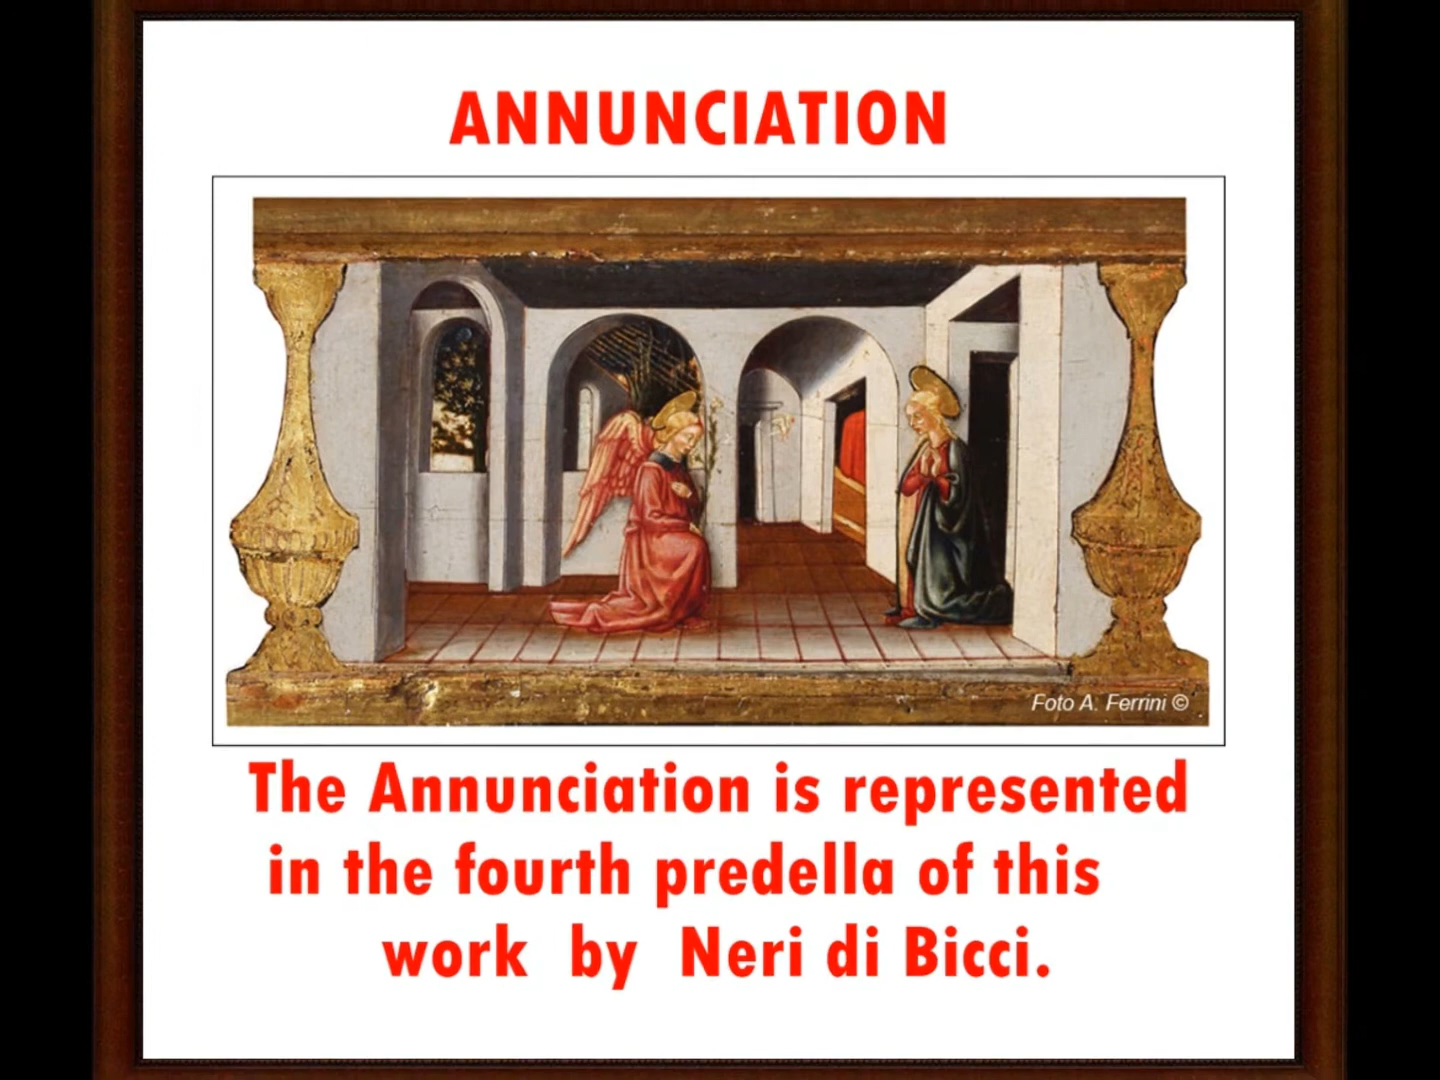 ANNUNCIATION
Foto A. Ferrini ©
The Annunciation is represented
in the fourth predella of this
work by Neri di Bicci.